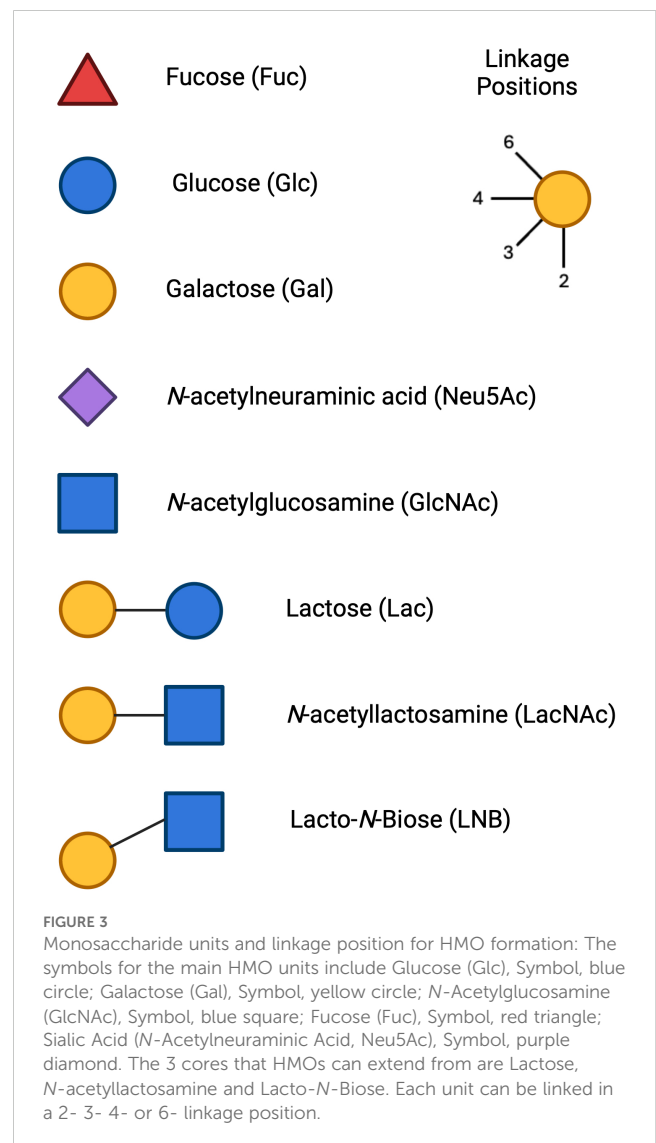 Fucose (Fuc)
Linkage
Positions
Glucose (Glc)
6
4
3
2
Galactose (Gal)
N-acetylneuraminic acid (Neu5Ac)
N-acetylglucosamine (GlcNAc)
Lactose (Lac)
N-acetyllactosamine (LacNAc)
Lacto-N-Biose (LNB)
FIGURE 3
Monosaccharide units and linkage position for HMO formation: The
symbols for the main HMO units include Glucose (Glc), Symbol, blue
circle; Galactose (Gal), Symbol, yellow circle; N-Acetylglucosamine
(GlcNAc), Symbol, blue square; Fucose (Fuc), Symbol, red triangle;
Sialic Acid (N-Acetylneuraminic Acid, Neu5Ac), Symbol, purple
diamond. The 3 cores that HMOs can extend from are Lactose,
N-acetyllactosamine and Lacto-N-Biose. Each unit can be linked in
a 2- 3- 4- or 6- linkage position.